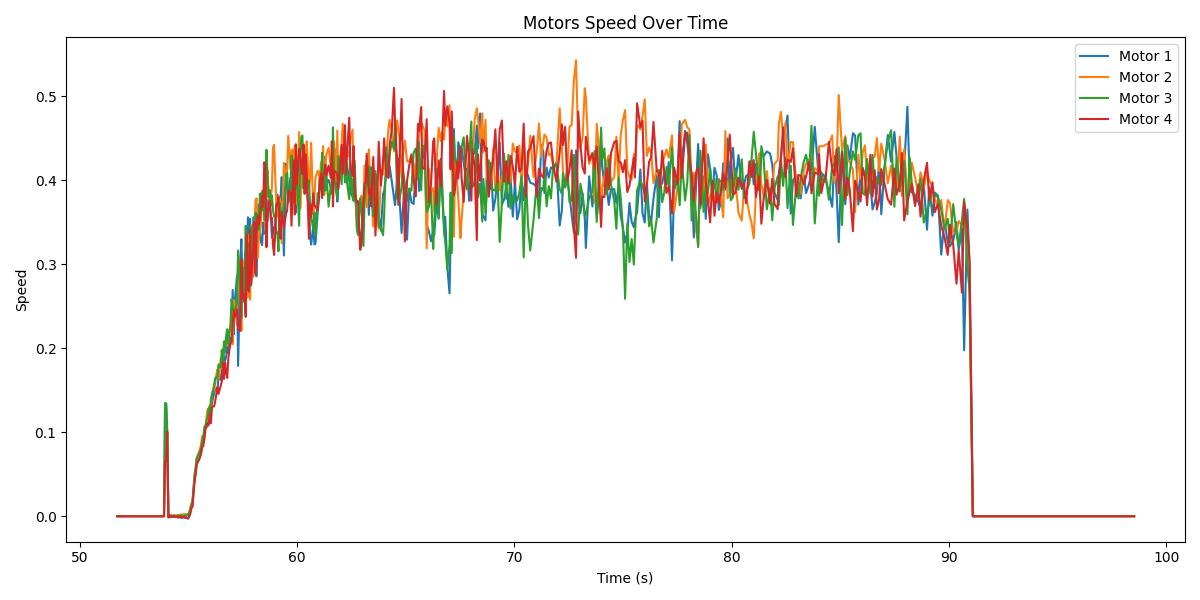 Motors Speed Over Time
Motor 1
Motor 2
Motor 3
Motor 4
Speed
0.5
0.4
0.3
0.2
0.1
0.0
50 60 70 80 90 100
Time (s)